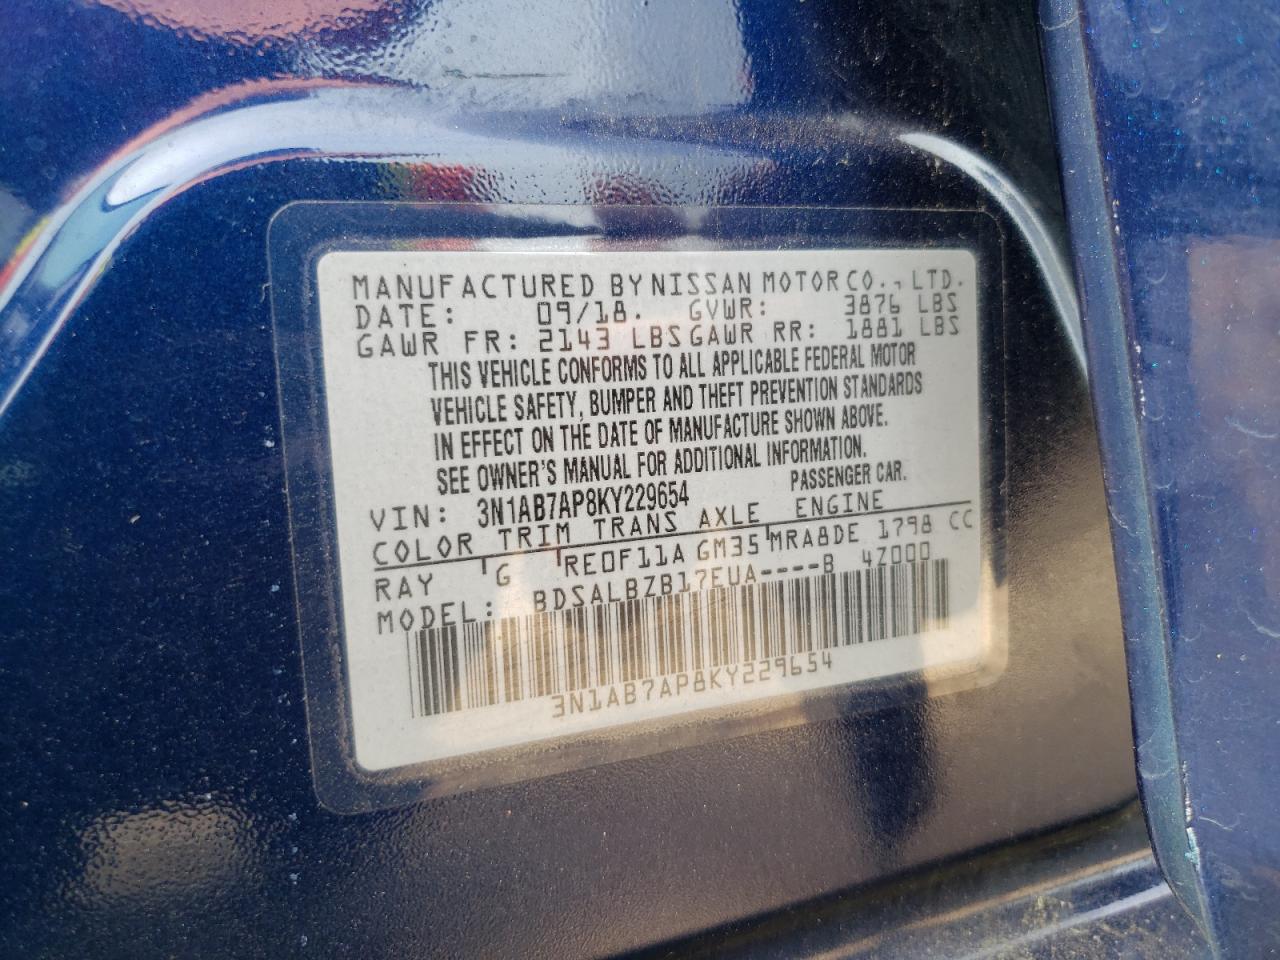 MANUFACTURED BY NISSAN MOTOR CO., LTD.
DATE: 09/18. GVWR: 3876 LBS
GAWR FR: 2143 LBS GAWR RR: 1881 LBS
THIS VEHICLE CONFORMS TO ALL APPLICABLE FEDERAL MOTOR
VEHICLE SAFETY, BUMPER AND THEFT PREVENTION STANDARDS
IN EFFECT ON THE DATE OF MANUFACTURE SHOWN ABOVE.
SEE OWNER'S MANUAL FOR ADDITIONAL INFORMATION.
VIN: 3N1AB7AP8KY229654 PASSENGER CAR.
COLOR TRIM TRANS AXLE ENGINE
RAY G RE0F11A GM35 MRA8DE 1798 CC
MODEL: BDSALBZB17EUA----B 4Z000
3N1AB7AP8KY229654